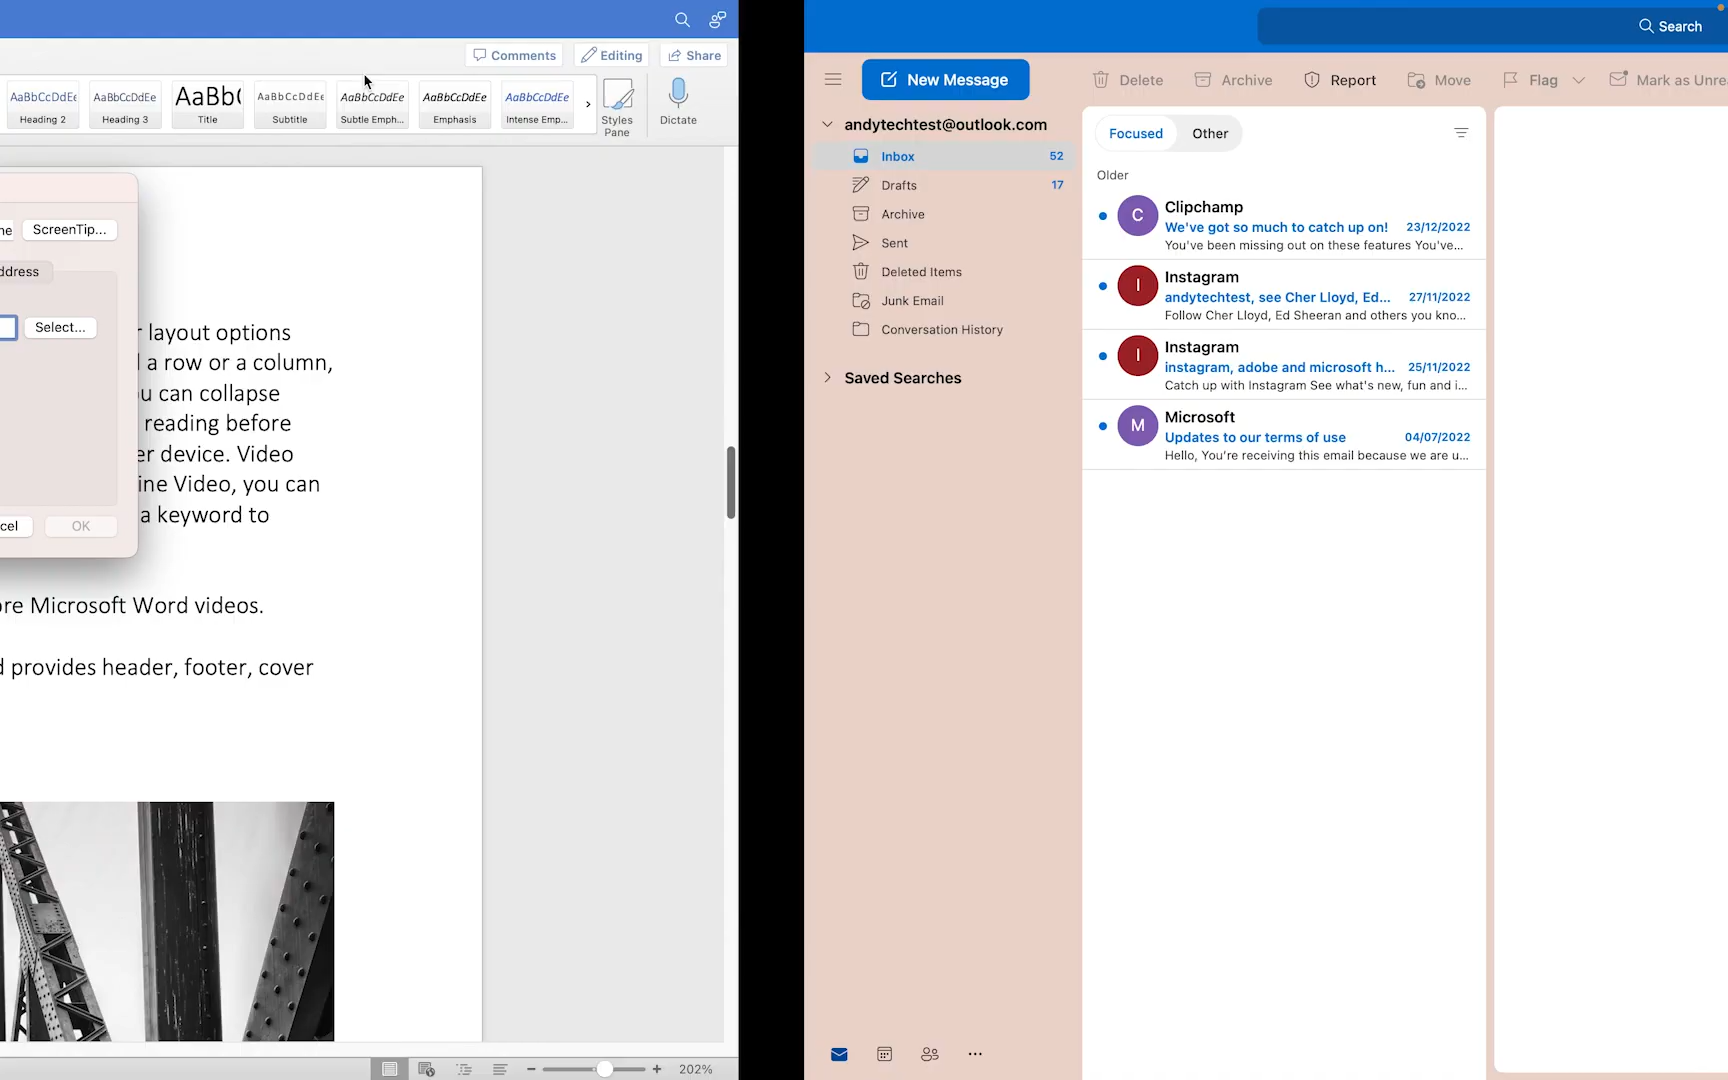 Comments
Editing
Share
AaBbCcDdEe
Heading 2
AaBbCcDdEe
Heading 3
AaBb(
Title
AaBbCcDdEe
Subtitle
AaBbCcDdEe
Subtle Emph...
AaBbCcDdEe
Emphasis
AaBbCcDdEe
Intense Emp...
Styles
Pane
Dictate
ScreenTip...
ddress
Select...
cel
OK
layout options
a row or a column,
u can collapse
reading before
er device. Video
ine Video, you can
a keyword to
ore Microsoft Word videos.
d provides header, footer, cover
202%
Search
New Message
Delete
Archive
Report
Move
Flag
Mark as Unre
andytechtest@outlook.com
Inbox 52
Drafts 17
Archive
Sent
Deleted Items
Junk Email
Conversation History
Saved Searches
Focused
Other
Older
C
Clipchamp
We've got so much to catch up on! 23/12/2022
You've been missing out on these features You've...
I
Instagram
andytechtest, see Cher Lloyd, Ed... 27/11/2022
Follow Cher Lloyd, Ed Sheeran and others you kno...
I
Instagram
instagram, adobe and microsoft h... 25/11/2022
Catch up with Instagram See what's new, fun and i...
M
Microsoft
Updates to our terms of use 04/07/2022
Hello, You're receiving this email because we are u...